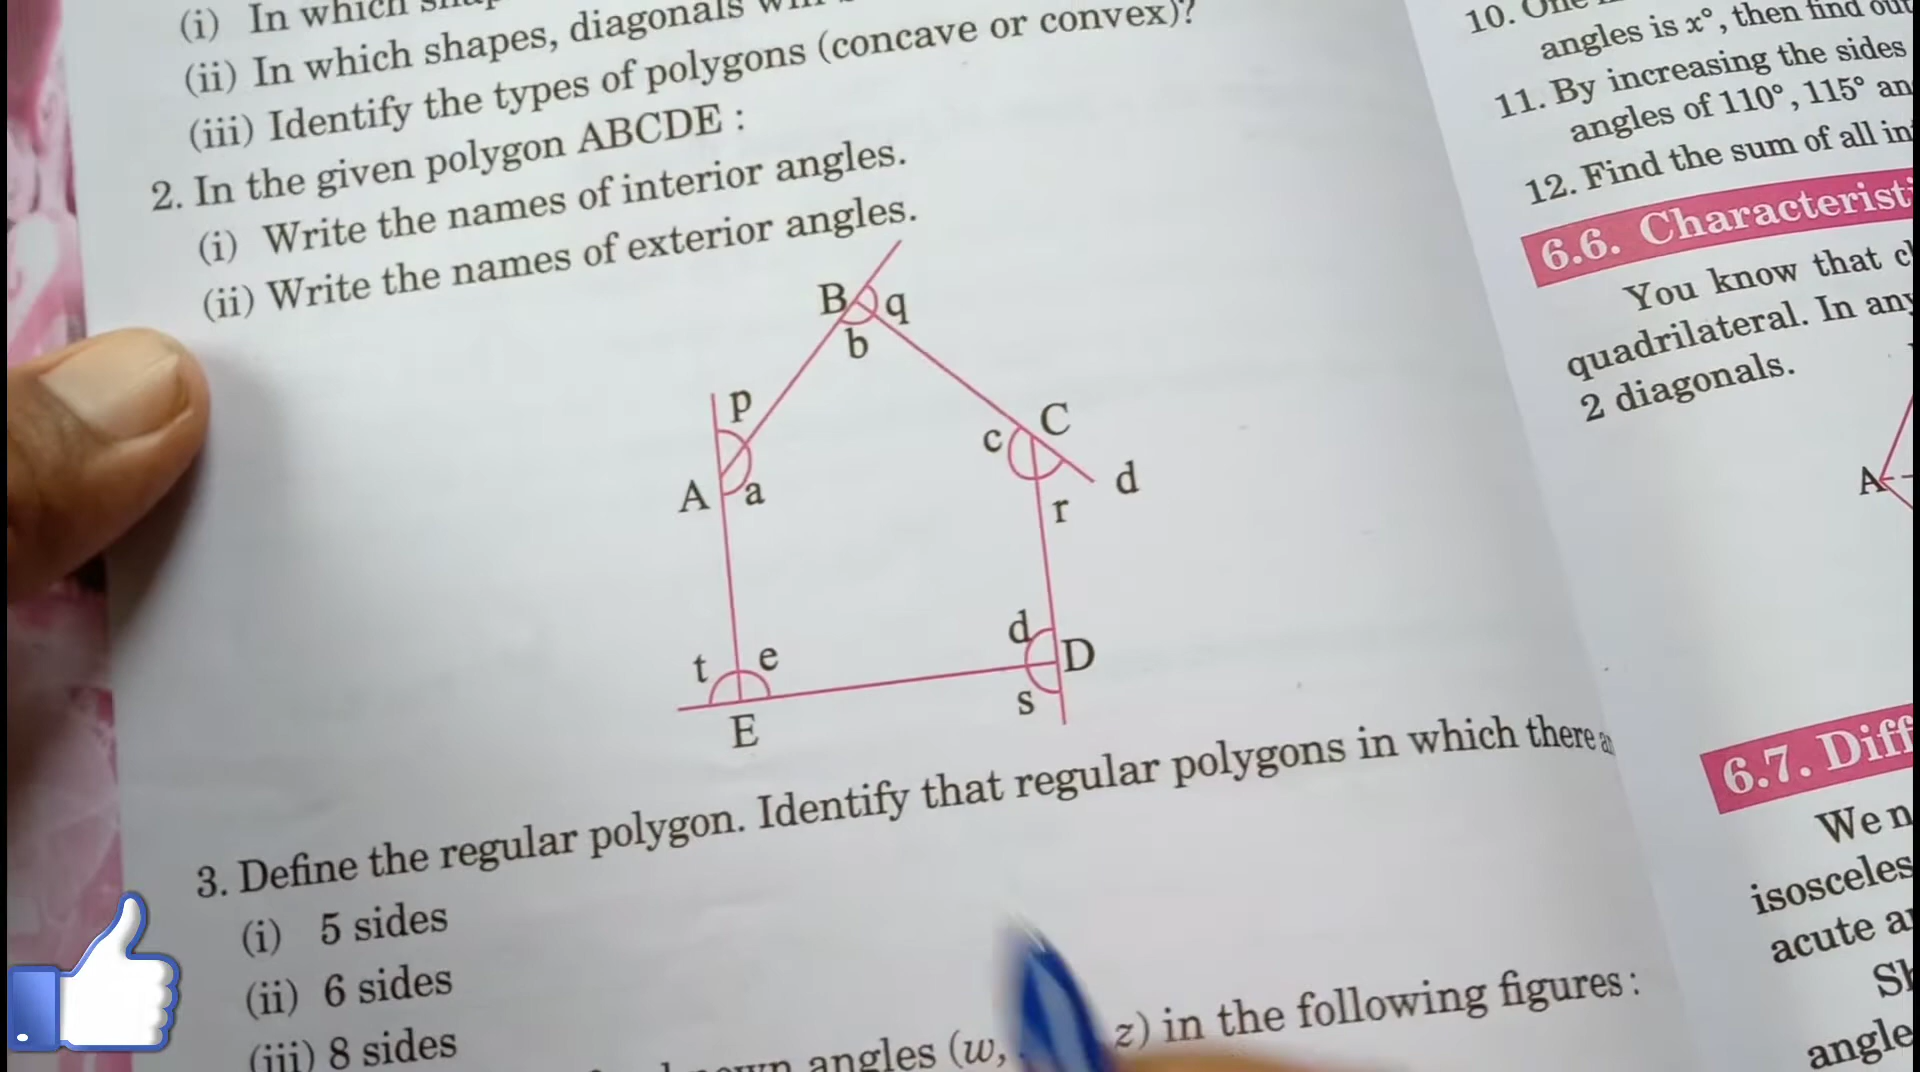 (i) In which
(ii) In which shapes, diagonals
(iii) Identify the types of polygons (concave or convex)?
2. In the given polygon ABCDE :
(i) Write the names of interior angles.
(ii) Write the names of exterior angles.
B q
b
p
C
c
A a
d
r
d
D
t e
s
E
3. Define the regular polygon. Identify that regular polygons in which there
(i) 5 sides
(ii) 6 sides
(iii) 8 sides
angles (w, z) in the following figures :
10.
angles is x°, then find out
11. By increasing the sides
angles of 110°, 115°
12. Find the sum of all
6.6.
You know that
quadrilateral. In
2 diagonals.
A
6.7.
We
isosceles
acute
angle